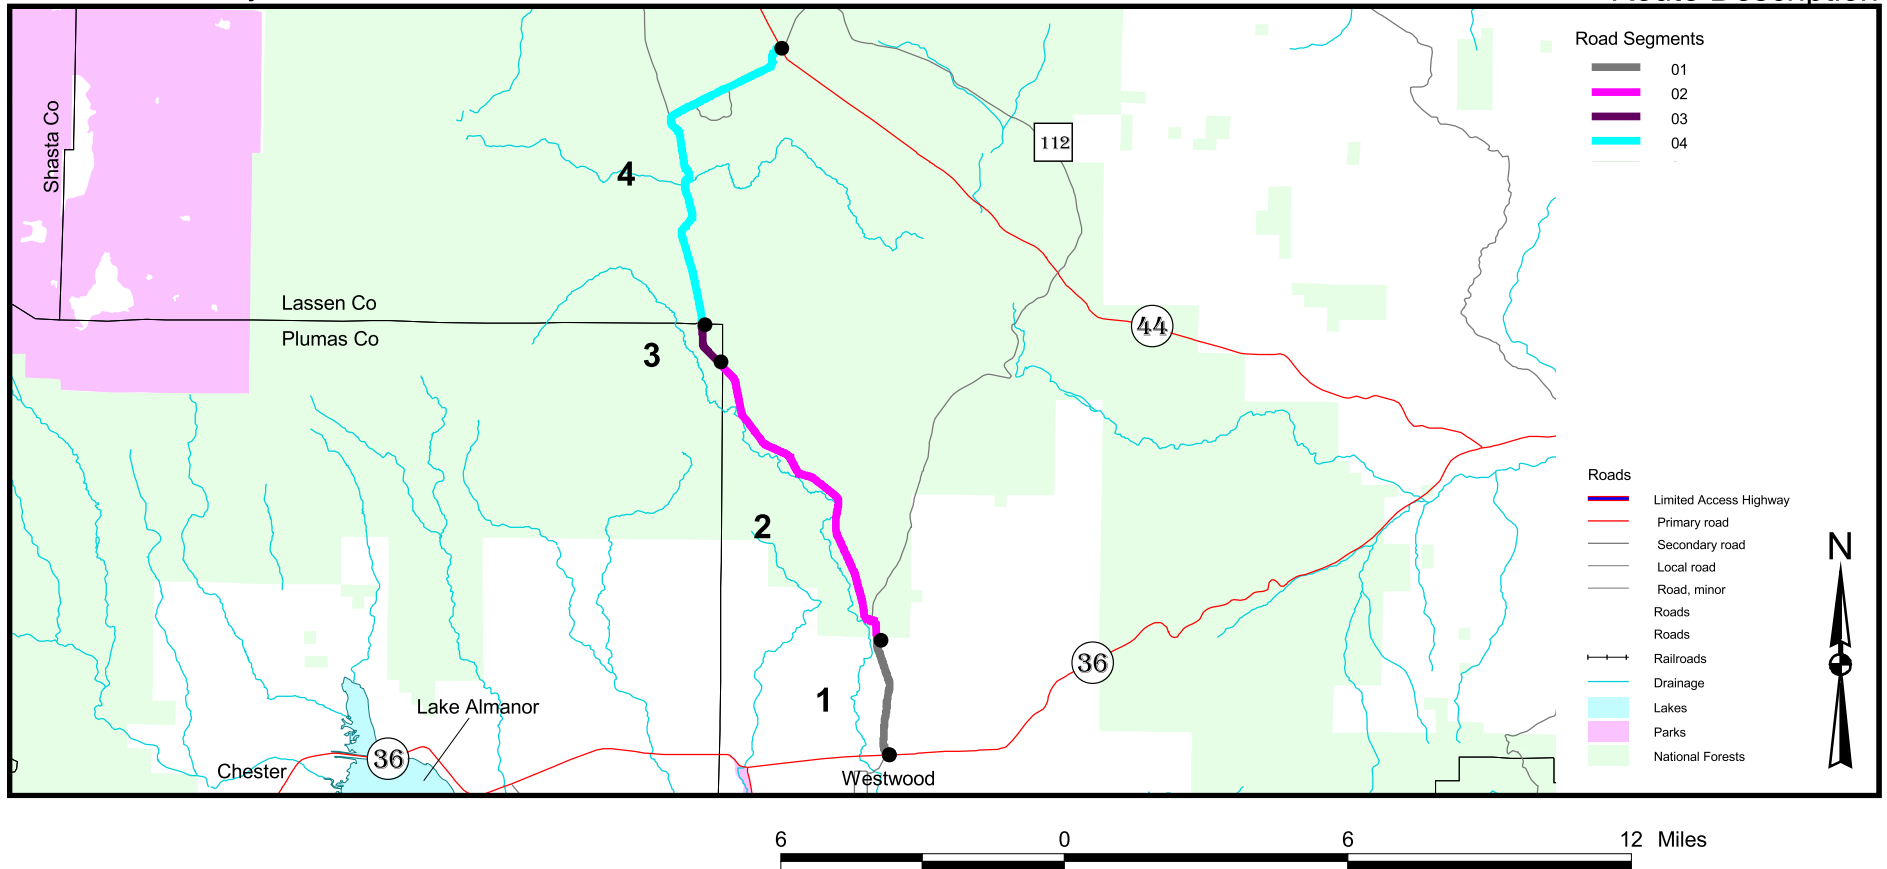 Road Segments
01
02
03
04
Shasta Co
112
4
Lassen Co
Plumas Co
44
3
2
Roads
Limited Access Highway
Primary road
Secondary road
Local road
Road, minor
Roads
Roads
Railroads
Drainage
Lakes
Parks
National Forests
N
36
1
Lake Almanor
36
Chester
Westwood
6 0 6 12 Miles